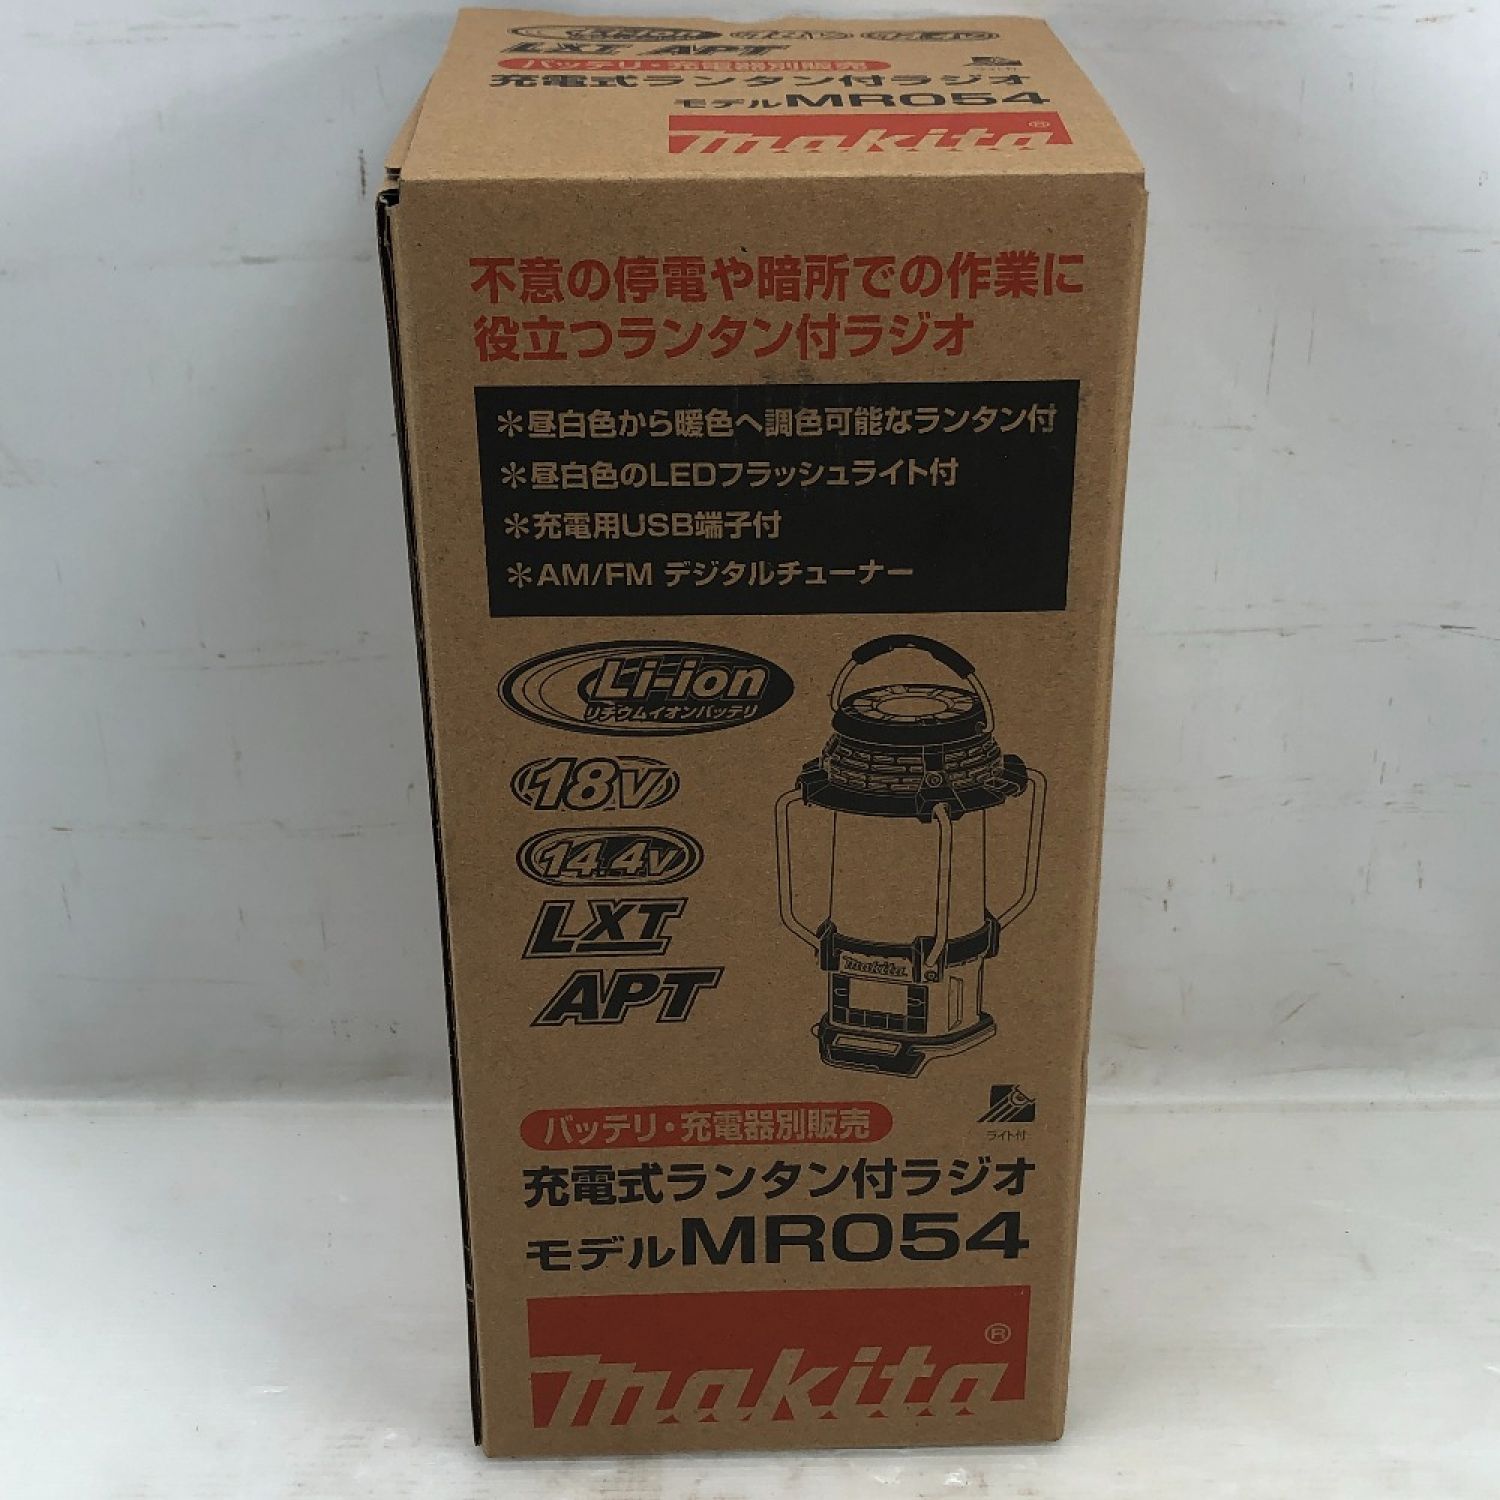 Li-ion
LXT APT
バッテリ・充電器別販売
充電式ランタン付ラジオ
ライト付
モデルMR054
makita®
不意の停電や暗所での作業に
役立つランタン付ラジオ
＊昼白色から暖色へ調色可能なランタン付
＊昼白色のLEDフラッシュライト付
＊充電用USB端子付
＊AM/FM デジタルチューナー
Li-ion
リチウムイオンバッテリ
18V
14.4V
LXT
APT
makita
バッテリ・充電器別販売
ライト付
充電式ランタン付ラジオ
モデルMR054
makita®